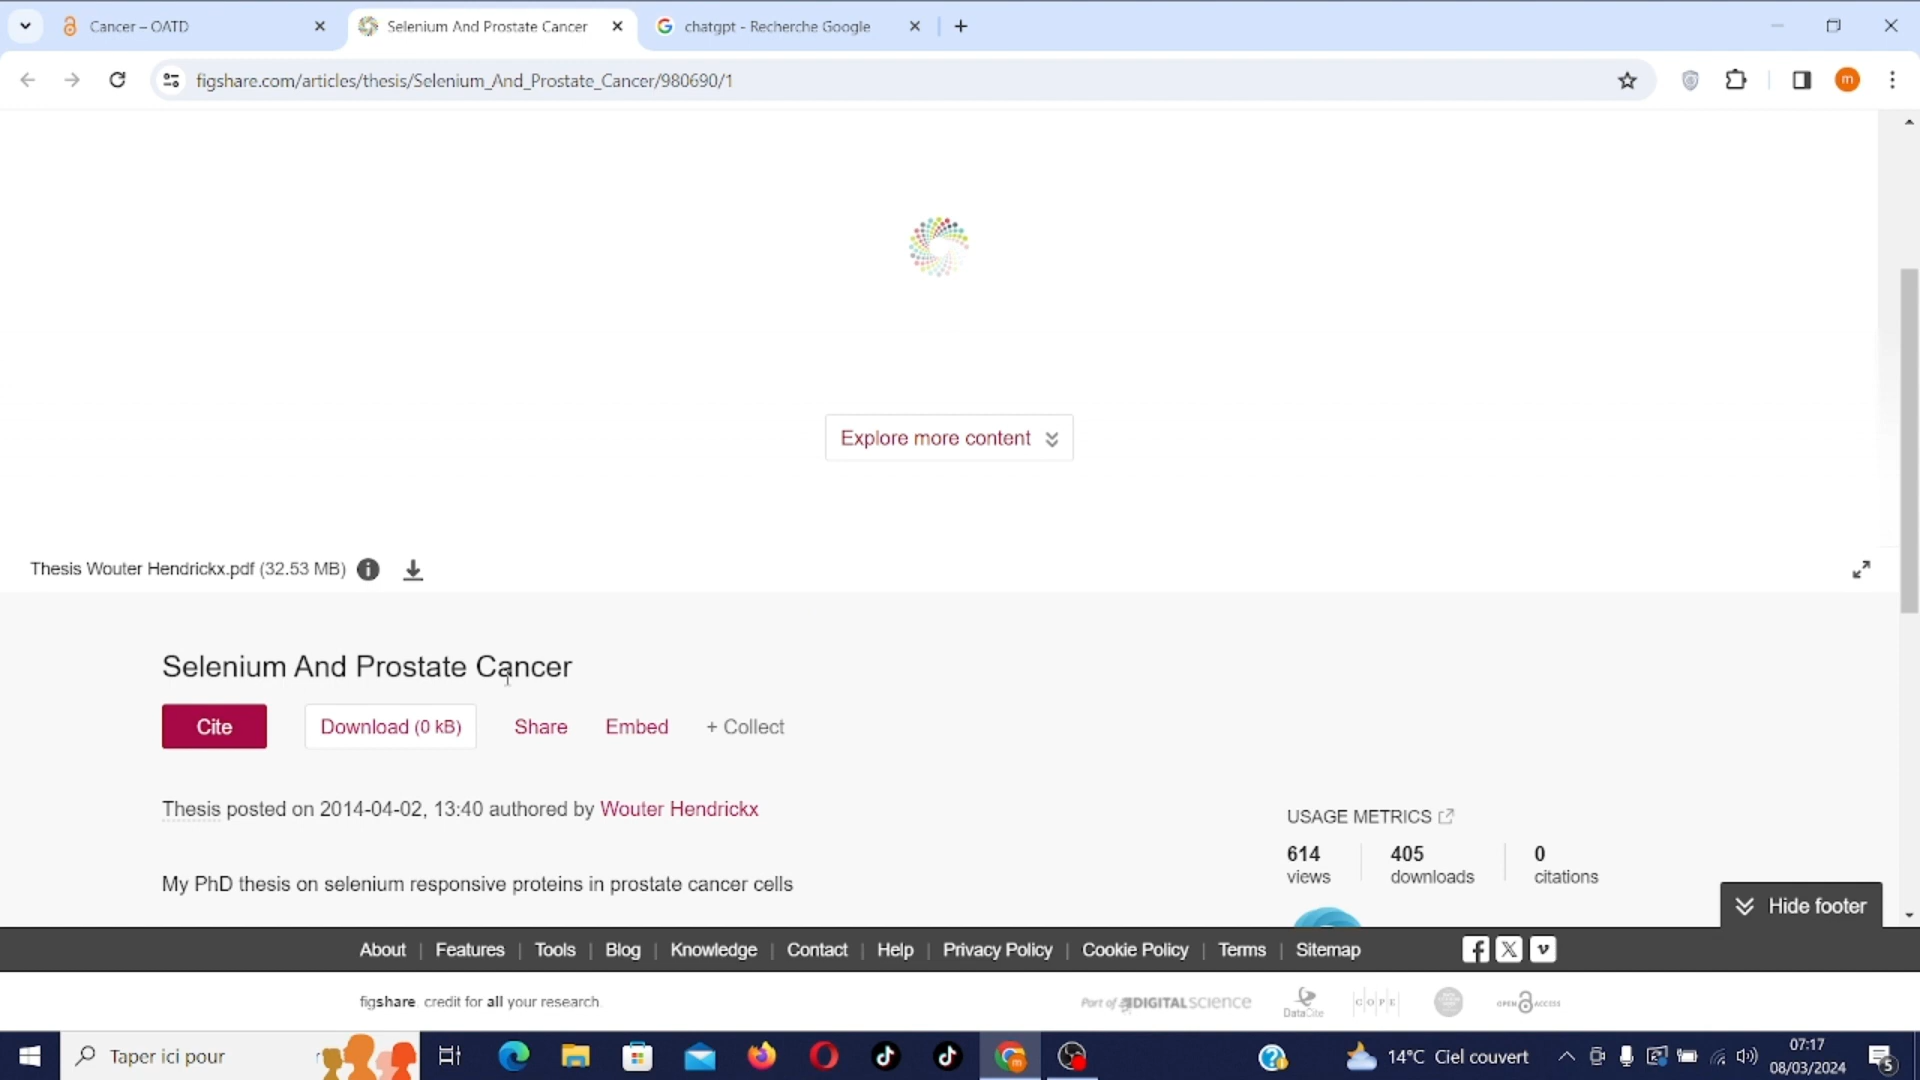 Cancer – OATD
Selenium And Prostate Cancer
chatgpt - Recherche Google
figshare.com/articles/thesis/Selenium_And_Prostate_Cancer/980690/1
m
Explore more content
Thesis Wouter Hendrickx.pdf (32.53 MB)
Selenium And Prostate Cancer
Cite
Download (0 kB)
Share
Embed
+ Collect
Thesis posted on 2014-04-02, 13:40 authored by Wouter Hendrickx
My PhD thesis on selenium responsive proteins in prostate cancer cells
USAGE METRICS
614 views
405 downloads
0 citations
Hide footer
About | Features | Tools | Blog | Knowledge | Contact | Help | Privacy Policy | Cookie Policy | Terms | Sitemap
figshare. credit for all your research.
Part of DIGITALSCIENCE
DataCite
COPE
OPEN ACCESS
Taper ici pour
14°C Ciel couvert
07:17
08/03/2024
5